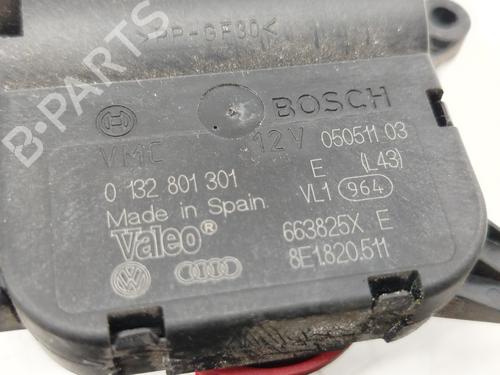 >PP-GF30<
BOSCH
VMC 12V 050511 03
0 132 801 301 E (L43)
Made in Spain. VL1 964
Valeo® 663825X E
8E1.820.511
B-PARTS